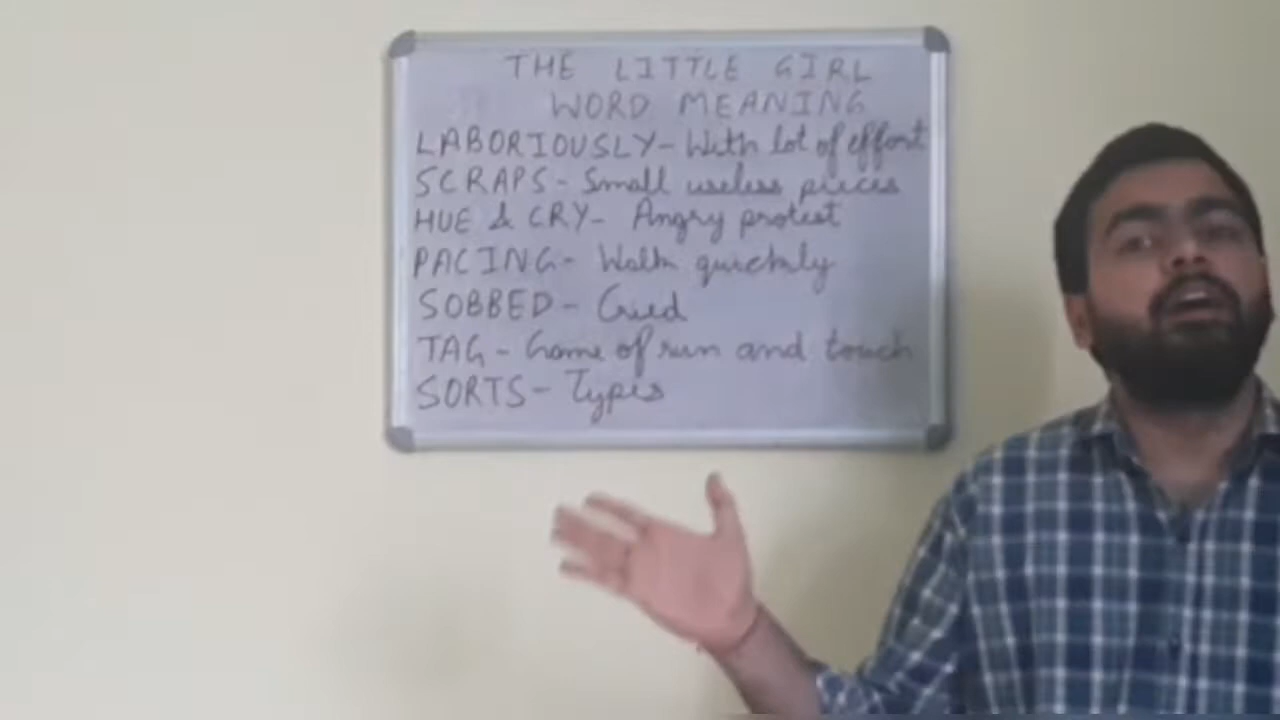 THE LITTLE GIRL
WORD MEANING
LABORIOUSLY - With lot of effort
SCRAPS - Small useless pieces
HUE & CRY - Angry protest
PACING - Walk quickly
SOBBED - Cried
TAG - Game of run and touch
SORTS - Types